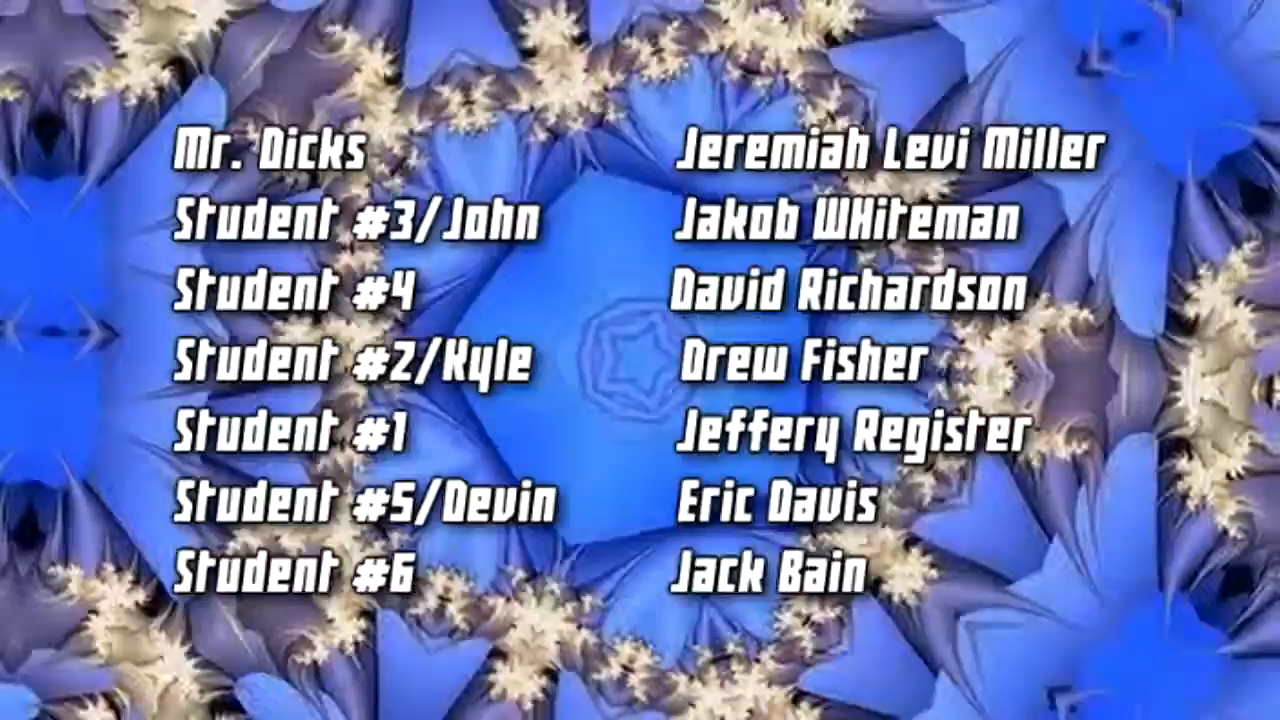 Mr. Dicks Jeremiah Levi Miller
Student #3/John Jakob WHiteman
Student #4 David Richardson
Student #2/Kyle Drew Fisher
Student #1 Jeffery Register
Student #5/Devin Eric Davis
Student #6 Jack Bain